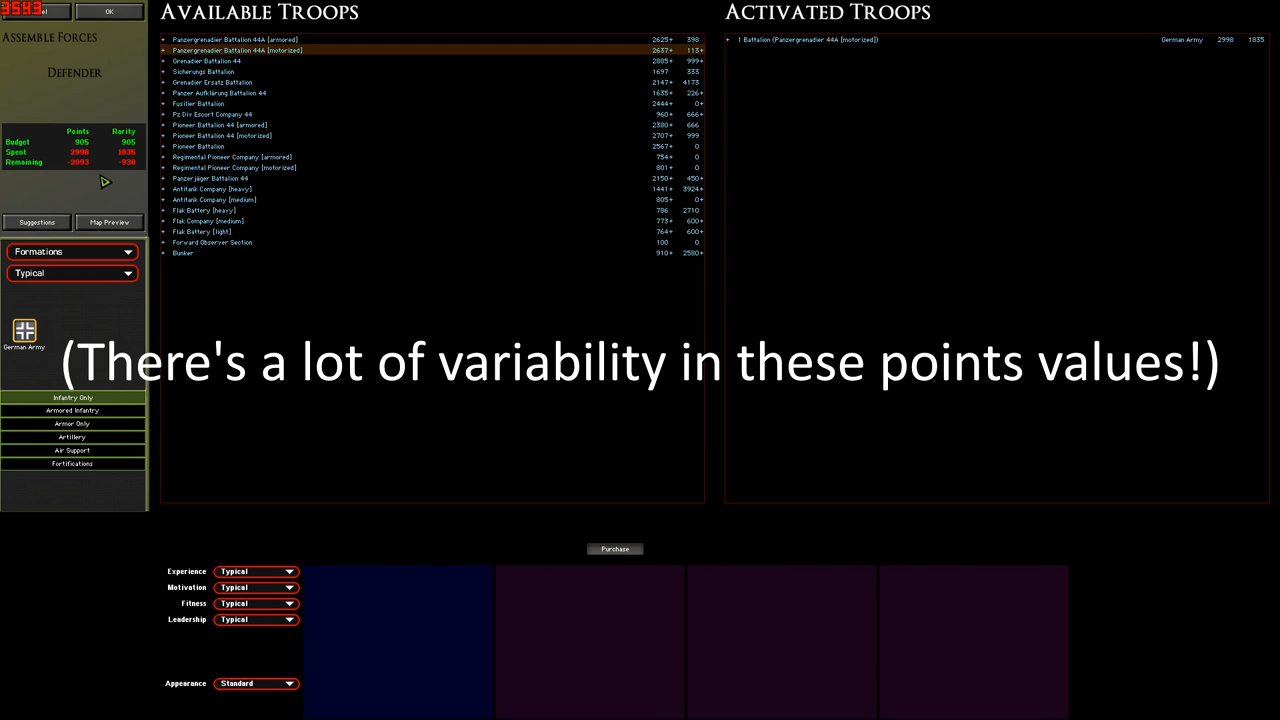 3543
OK
ASSEMBLE FORCES
DEFENDER
Points Rarity
Budget 905 905
Spent 2998 1835
Remaining -2093 -930
Suggestions Map Preview
Formations
Typical
German Army
Infantry Only
Armored Infantry
Armor Only
Artillery
Air Support
Fortifications
AVAILABLE TROOPS
+ Panzergrenadier Battalion 44A [armored] 2625+ 398
+ Panzergrenadier Battalion 44A [motorized] 2637+ 113+
+ Grenadier Battalion 44 2885+ 999+
+ Sicherungs Battalion 1697 333
+ Grenadier Ersatz Battalion 2147+ 4173
+ Panzer Aufklärung Battalion 44 1635+ 226+
+ Fusilier Battalion 2444+ 0+
+ Pz Div Escort Company 44 960+ 666+
+ Pioneer Battalion 44 [armored] 2380+ 666
+ Pioneer Battalion 44 [motorized] 2707+ 999
+ Pioneer Battalion 2567+ 0
+ Regimental Pioneer Company [armored] 754+ 0
+ Regimental Pioneer Company [motorized] 801+ 0
+ Panzerjäger Battalion 44 2150+ 450+
+ Antitank Company [heavy] 1441+ 3924+
+ Antitank Company [medium] 805+ 0+
+ Flak Battery [heavy] 786 2710
+ Flak Company [medium] 773+ 600+
+ Flak Battery [light] 764+ 600+
+ Forward Observer Section 100 0
+ Bunker 910+ 2580+
ACTIVATED TROOPS
+ 1 Battalion (Panzergrenadier 44A [motorized]) German Army 2998 1835
(There's a lot of variability in these points values!)
Purchase
Experience Typical
Motivation Typical
Fitness Typical
Leadership Typical
Appearance Standard